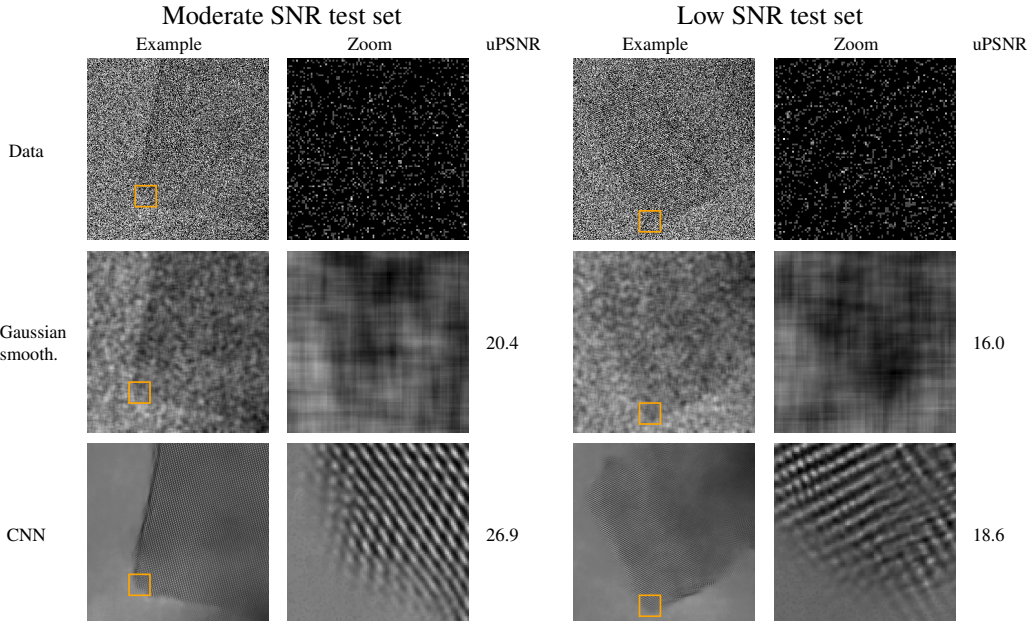 Moderate SNR test set
Low SNR test set
Example
Zoom
uPSNR
Example
Zoom
uPSNR
Data
Gaussian
smooth.
20.4
16.0
CNN
26.9
18.6